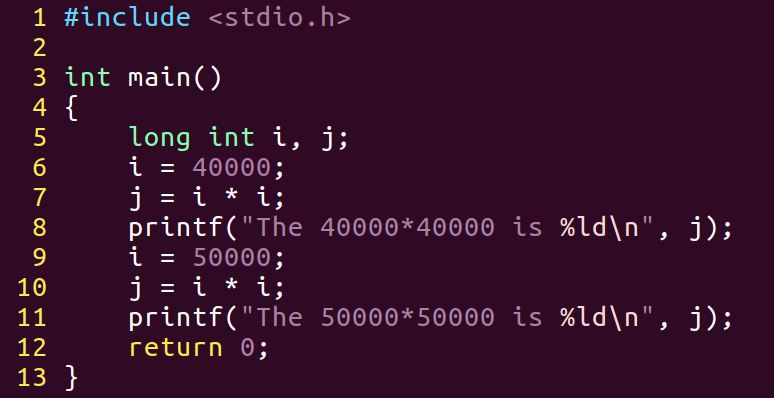 1 #include <stdio.h>
2
3 int main()
4 {
5     long int i, j;
6     i = 40000;
7     j = i * i;
8     printf("The 40000*40000 is %ld\n", j);
9     i = 50000;
10     j = i * i;
11     printf("The 50000*50000 is %ld\n", j);
12     return 0;
13 }